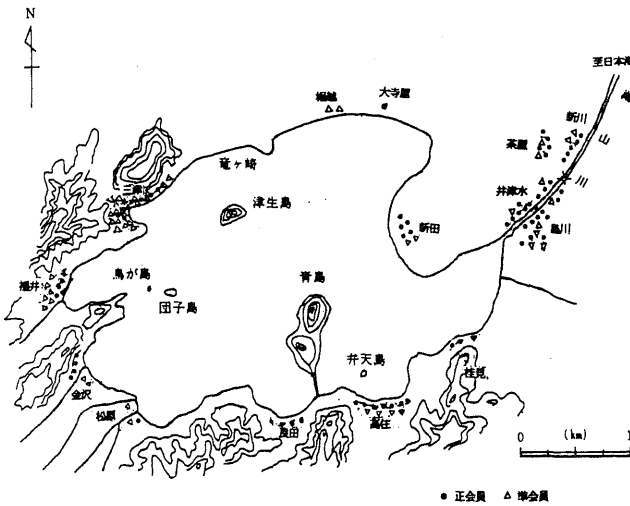 N
至日本海
堀越
大寺屋
新川
茶屋
山
川
竜ヶ崎
三津
井津水
津生島
新田
島川
福井
鳥が島
団子島
青島
弁天島
金沢
松原
良田
高住
桂見
0
(km)
1
● 正会員 △ 準会員